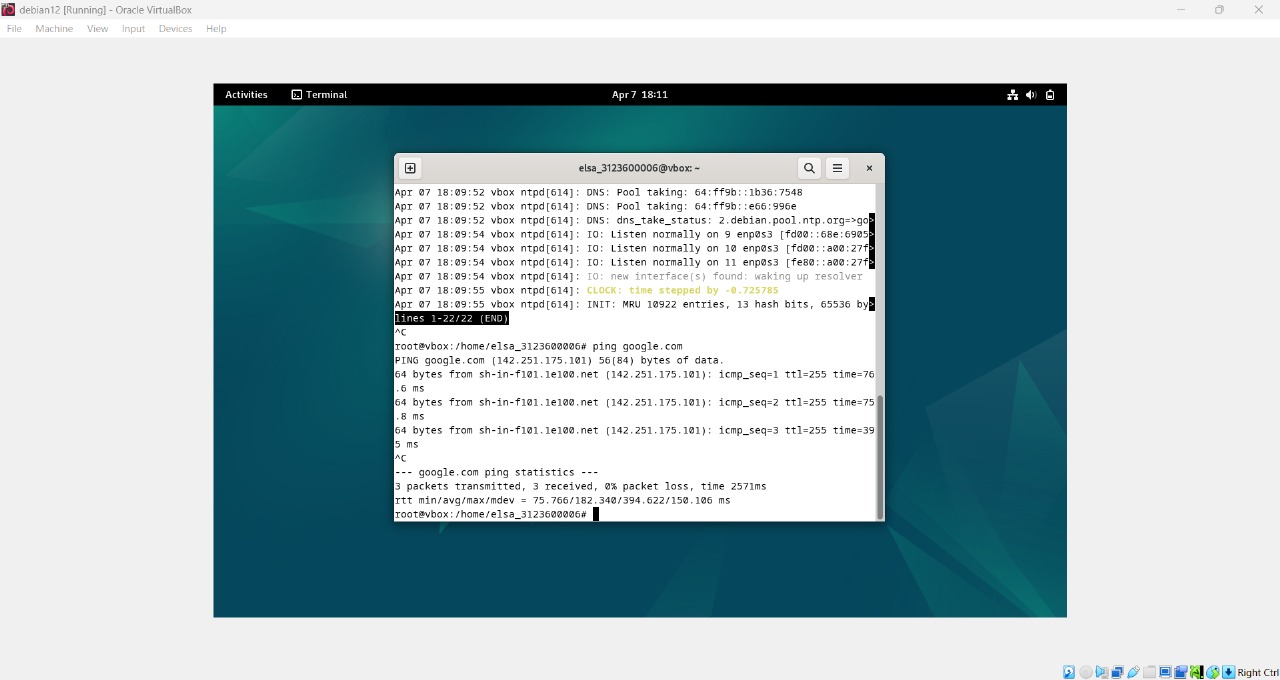 debian12 [Running] - Oracle VirtualBox
File Machine View Input Devices Help
Activities Terminal Apr 7 18:11
elsa_3123600006@vbox: ~
Apr 07 18:09:52 vbox ntpd[614]: DNS: Pool taking: 64:ff9b::1b36:7548
Apr 07 18:09:52 vbox ntpd[614]: DNS: Pool taking: 64:ff9b::e66:996e
Apr 07 18:09:52 vbox ntpd[614]: DNS: dns_take_status: 2.debian.pool.ntp.org=>go>
Apr 07 18:09:54 vbox ntpd[614]: IO: Listen normally on 9 enp0s3 [fd00::68e:6905>
Apr 07 18:09:54 vbox ntpd[614]: IO: Listen normally on 10 enp0s3 [fd00::a00:27f>
Apr 07 18:09:54 vbox ntpd[614]: IO: Listen normally on 11 enp0s3 [fe80::a00:27f>
Apr 07 18:09:54 vbox ntpd[614]: IO: new interface(s) found: waking up resolver
Apr 07 18:09:55 vbox ntpd[614]: CLOCK: time stepped by -0.725785
Apr 07 18:09:55 vbox ntpd[614]: INIT: MRU 10922 entries, 13 hash bits, 65536 by>
lines 1-22/22 (END)
^C
root@vbox:/home/elsa_3123600006# ping google.com
PING google.com (142.251.175.101) 56(84) bytes of data.
64 bytes from sh-in-f101.1e100.net (142.251.175.101): icmp_seq=1 ttl=255 time=76
.6 ms
64 bytes from sh-in-f101.1e100.net (142.251.175.101): icmp_seq=2 ttl=255 time=75
.8 ms
64 bytes from sh-in-f101.1e100.net (142.251.175.101): icmp_seq=3 ttl=255 time=39
5 ms
^C
--- google.com ping statistics ---
3 packets transmitted, 3 received, 0% packet loss, time 2571ms
rtt min/avg/max/mdev = 75.766/182.340/394.622/150.106 ms
root@vbox:/home/elsa_3123600006#
Right Ctrl